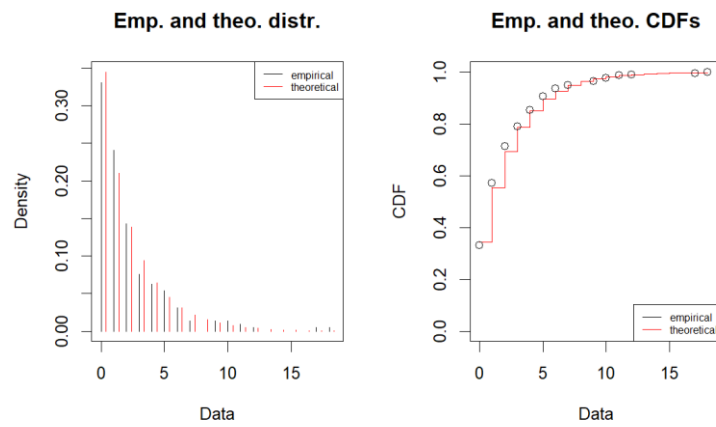 Emp. and theo. distr.
empirical
theoretical
0.30
0.20
0.10
0.00
Density
0 5 10 15
Data
Emp. and theo. CDFs
1.0
0.8
0.6
0.4
0.2
0.0
CDF
empirical
theoretical
0 5 10 15
Data